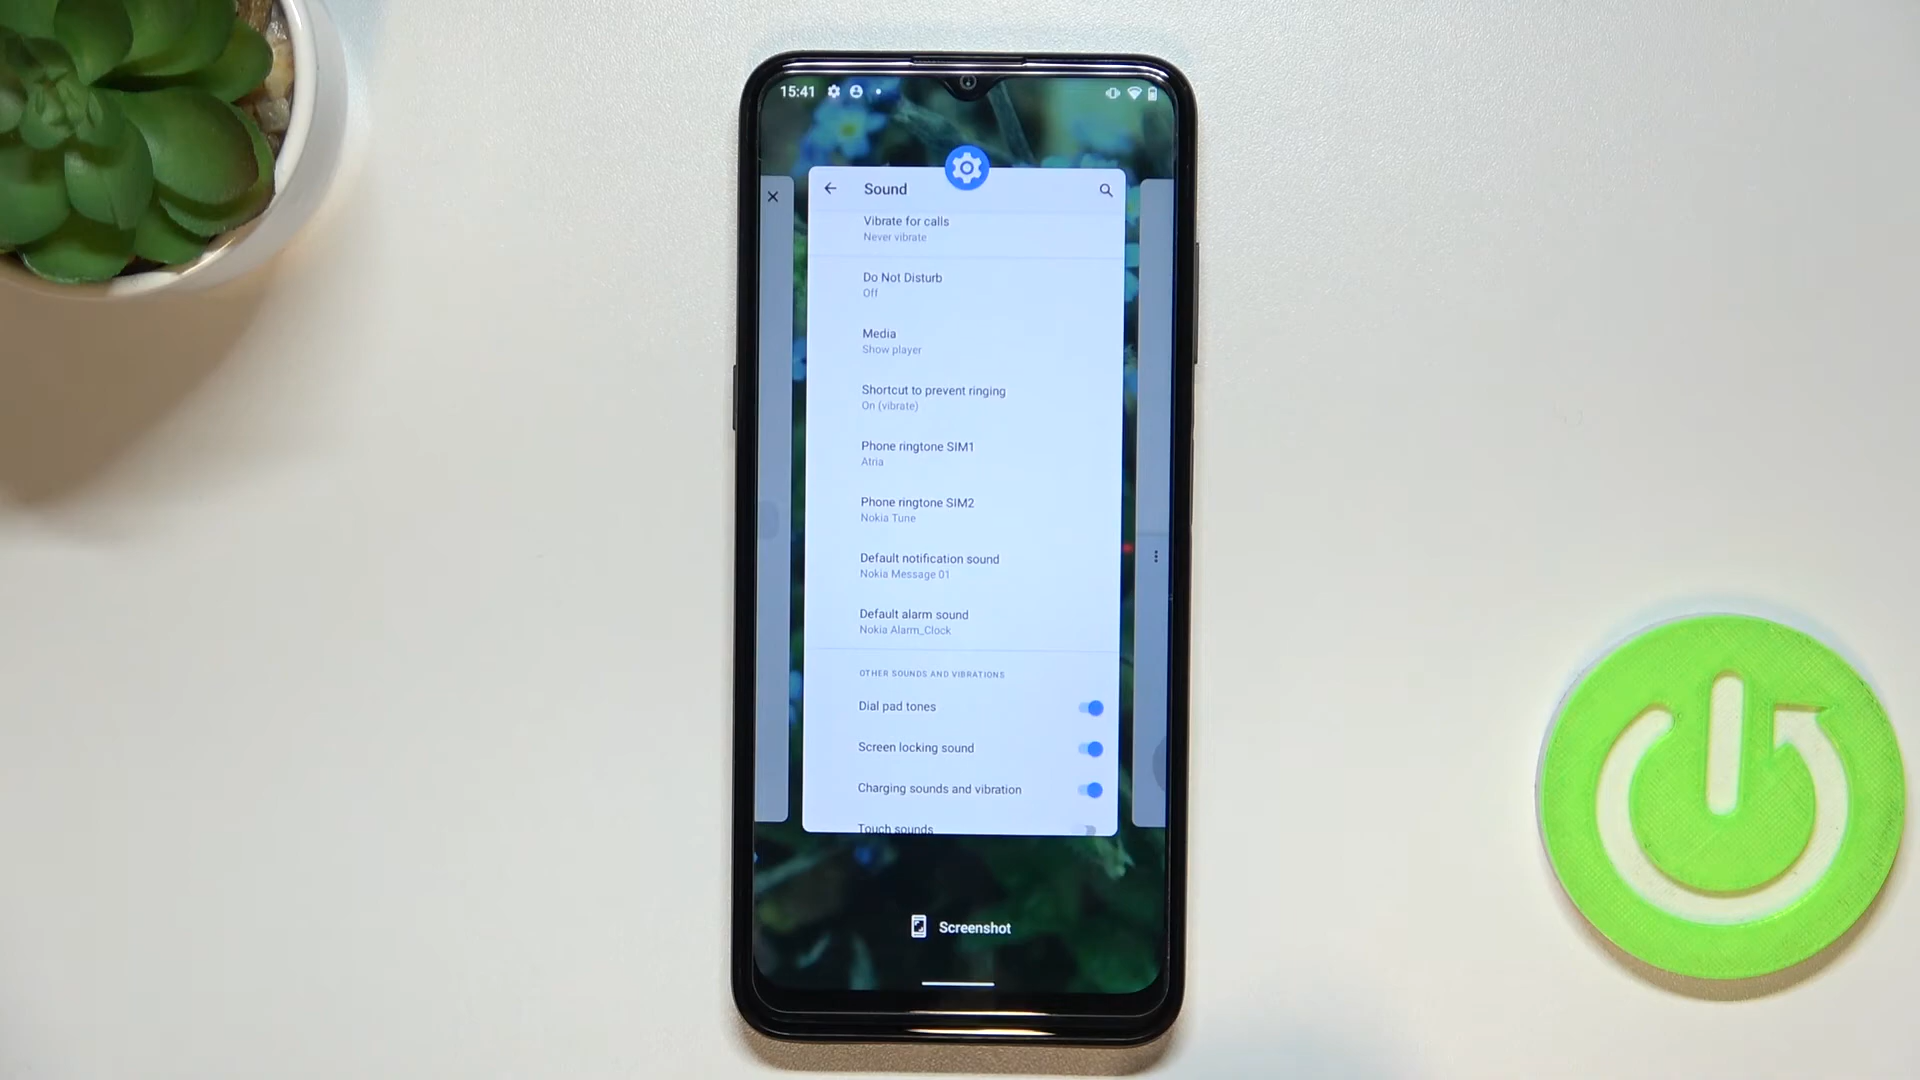 15:41
Sound
Vibrate for calls
Never vibrate
Do Not Disturb
Off
Media
Show player
Shortcut to prevent ringing
On (vibrate)
Phone ringtone SIM1
Atria
Phone ringtone SIM2
Nokia Tune
Default notification sound
Nokia Message 01
Default alarm sound
Nokia Alarm_Clock
OTHER SOUNDS AND VIBRATIONS
Dial pad tones
Screen locking sound
Charging sounds and vibration
Touch sounds
Screenshot